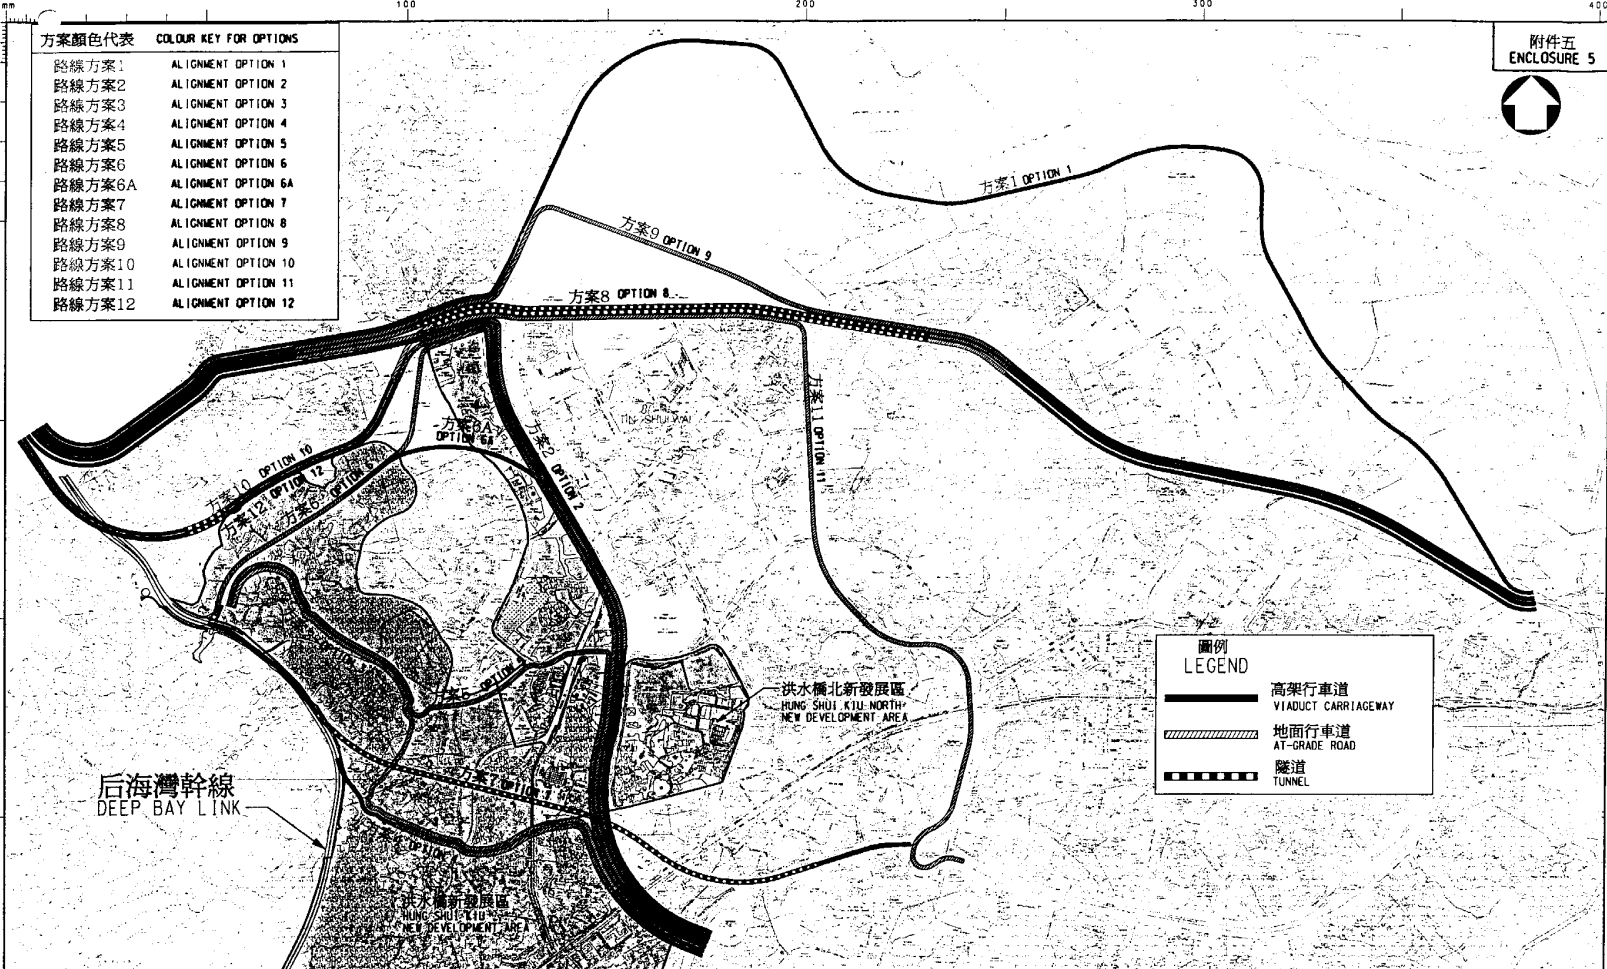 mm
100
200
300
400
方案顏色代表 COLOUR KEY FOR OPTIONS
路線方案1 ALIGNMENT OPTION 1
路線方案2 ALIGNMENT OPTION 2
路線方案3 ALIGNMENT OPTION 3
路線方案4 ALIGNMENT OPTION 4
路線方案5 ALIGNMENT OPTION 5
路線方案6 ALIGNMENT OPTION 6
路線方案6A ALIGNMENT OPTION 6A
路線方案7 ALIGNMENT OPTION 7
路線方案8 ALIGNMENT OPTION 8
路線方案9 ALIGNMENT OPTION 9
路線方案10 ALIGNMENT OPTION 10
路線方案11 ALIGNMENT OPTION 11
路線方案12 ALIGNMENT OPTION 12
附件五
ENCLOSURE 5
方案1 OPTION 1
方案9 OPTION 9
方案8 OPTION 8
方案11 OPTION 11
TIN SHUI WAI
方案6A
OPTION 6A
方案2 OPTION 2
方案10 OPTION 10
方案12 OPTION 12
方案5 OPTION 5
方案7 OPTION 7
洪水橋北新發展區
HUNG SHUI KIU NORTH
NEW DEVELOPMENT AREA
圖例
LEGEND
高架行車道
VIADUCT CARRIAGEWAY
地面行車道
AT-GRADE ROAD
隧道
TUNNEL
后海灣幹線
DEEP BAY LINK
洪水橋新發展區
HUNG SHUI KIU
NEW DEVELOPMENT AREA